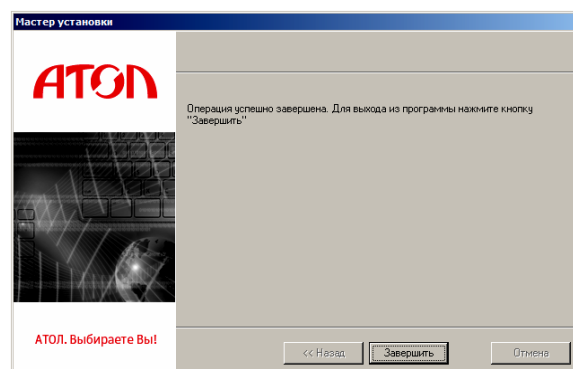 Мастер установки
АТОЛ
Операция успешно завершена. Для выхода из программы нажмите кнопку
"Завершить"
АТОЛ. Выбираете Вы!
<< Назад
Завершить
Отмена